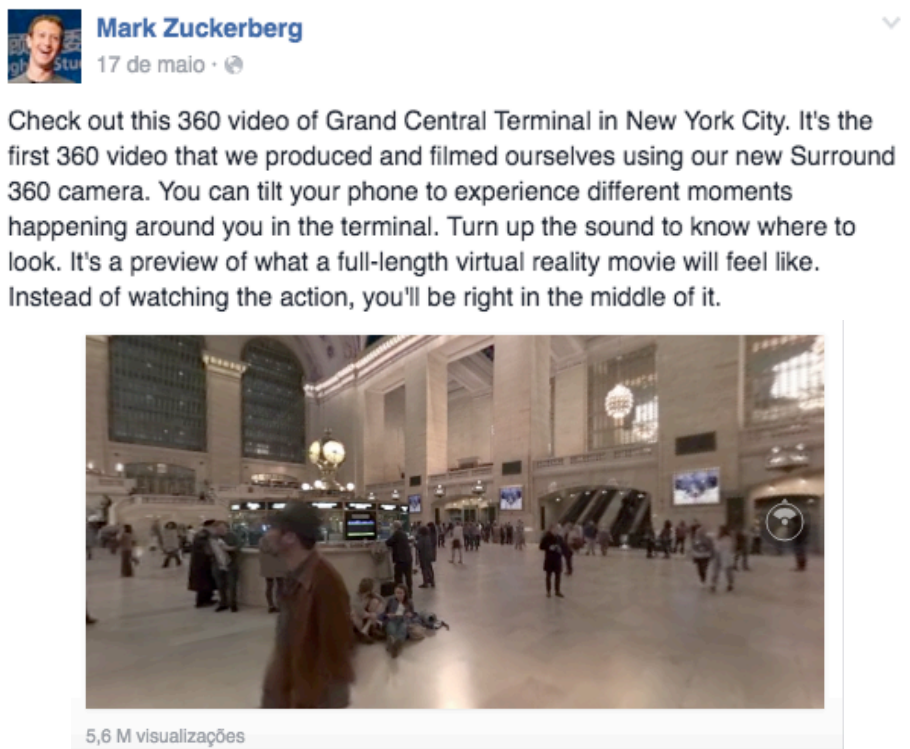 Mark Zuckerberg
17 de maio ·
Check out this 360 video of Grand Central Terminal in New York City. It's the
first 360 video that we produced and filmed ourselves using our new Surround
360 camera. You can tilt your phone to experience different moments
happening around you in the terminal. Turn up the sound to know where to
look. It's a preview of what a full-length virtual reality movie will feel like.
Instead of watching the action, you'll be right in the middle of it.
5,6 M visualizações